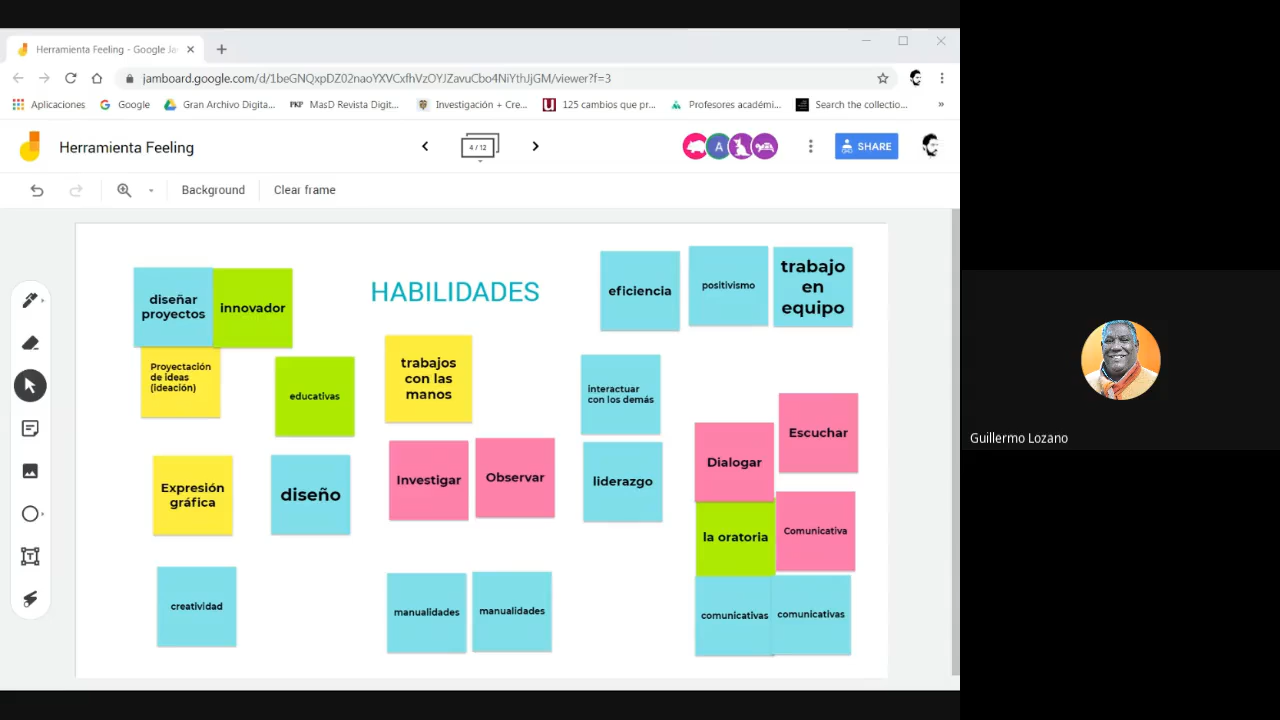 Herramienta Feeling - Google Ja
jamboard.google.com/d/1beGNQxpDZ02naoYXVCxfhVzOYJZavuCbo4NiYthJjGM/viewer?f=3
Aplicaciones
Google
Gran Archivo Digita...
PKP MasD Revista Digit...
Investigación + Cre...
125 cambios que pr...
Profesores académi...
Search the collectio...
»
Herramienta Feeling
4 / 12
A
SHARE
Background
Clear frame
HABILIDADES
diseñar
proyectos
innovador
Proyectación
de ideas
(ideación)
educativas
Expresión
gráfica
diseño
creatividad
trabajos
con las
manos
Investigar
Observar
manualidades
manualidades
eficiencia
positivismo
trabajo
en
equipo
interactuar
con los demás
liderazgo
Escuchar
Dialogar
la oratoria
Comunicativa
comunicativas
comunicativas
Guillermo Lozano